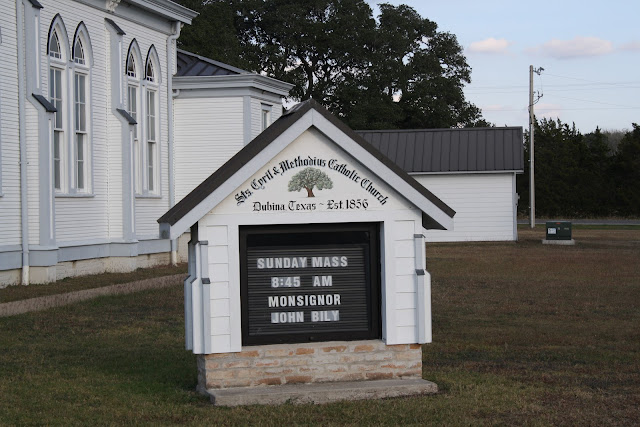 Sts. Cyril & Methodius Catholic Church
Dubina, Texas ~ Est. 1856
SUNDAY MASS
8:45 AM
MONSIGNOR
JOHN BILY